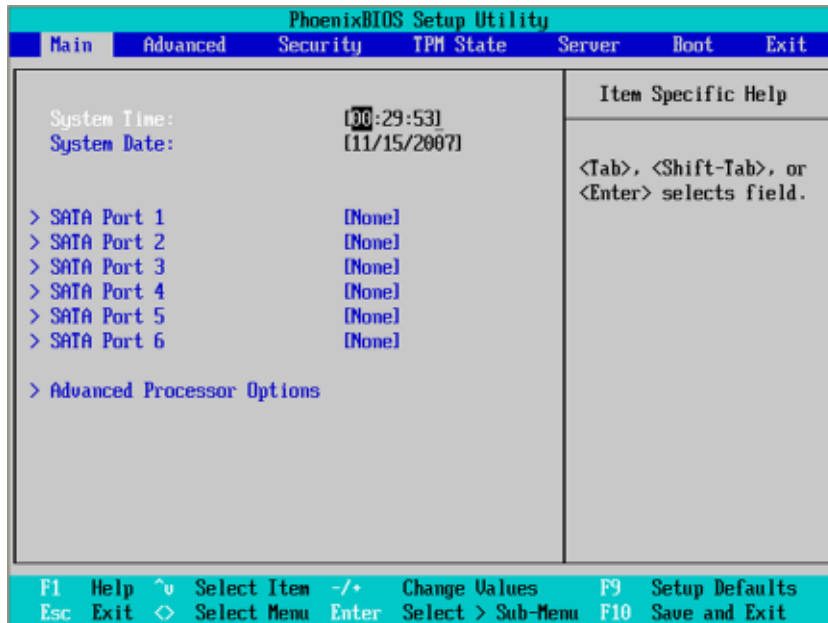 PhoenixBIOS Setup Utility
Main Advanced Security TPM State Server Boot Exit
System Time: [00:29:53]
System Date: [11/15/2007]
> SATA Port 1 [None]
> SATA Port 2 [None]
> SATA Port 3 [None]
> SATA Port 4 [None]
> SATA Port 5 [None]
> SATA Port 6 [None]
> Advanced Processor Options
Item Specific Help
<Tab>, <Shift-Tab>, or
<Enter> selects field.
F1 Help ^v Select Item -/+ Change Values F9 Setup Defaults
Esc Exit <> Select Menu Enter Select > Sub-Menu F10 Save and Exit